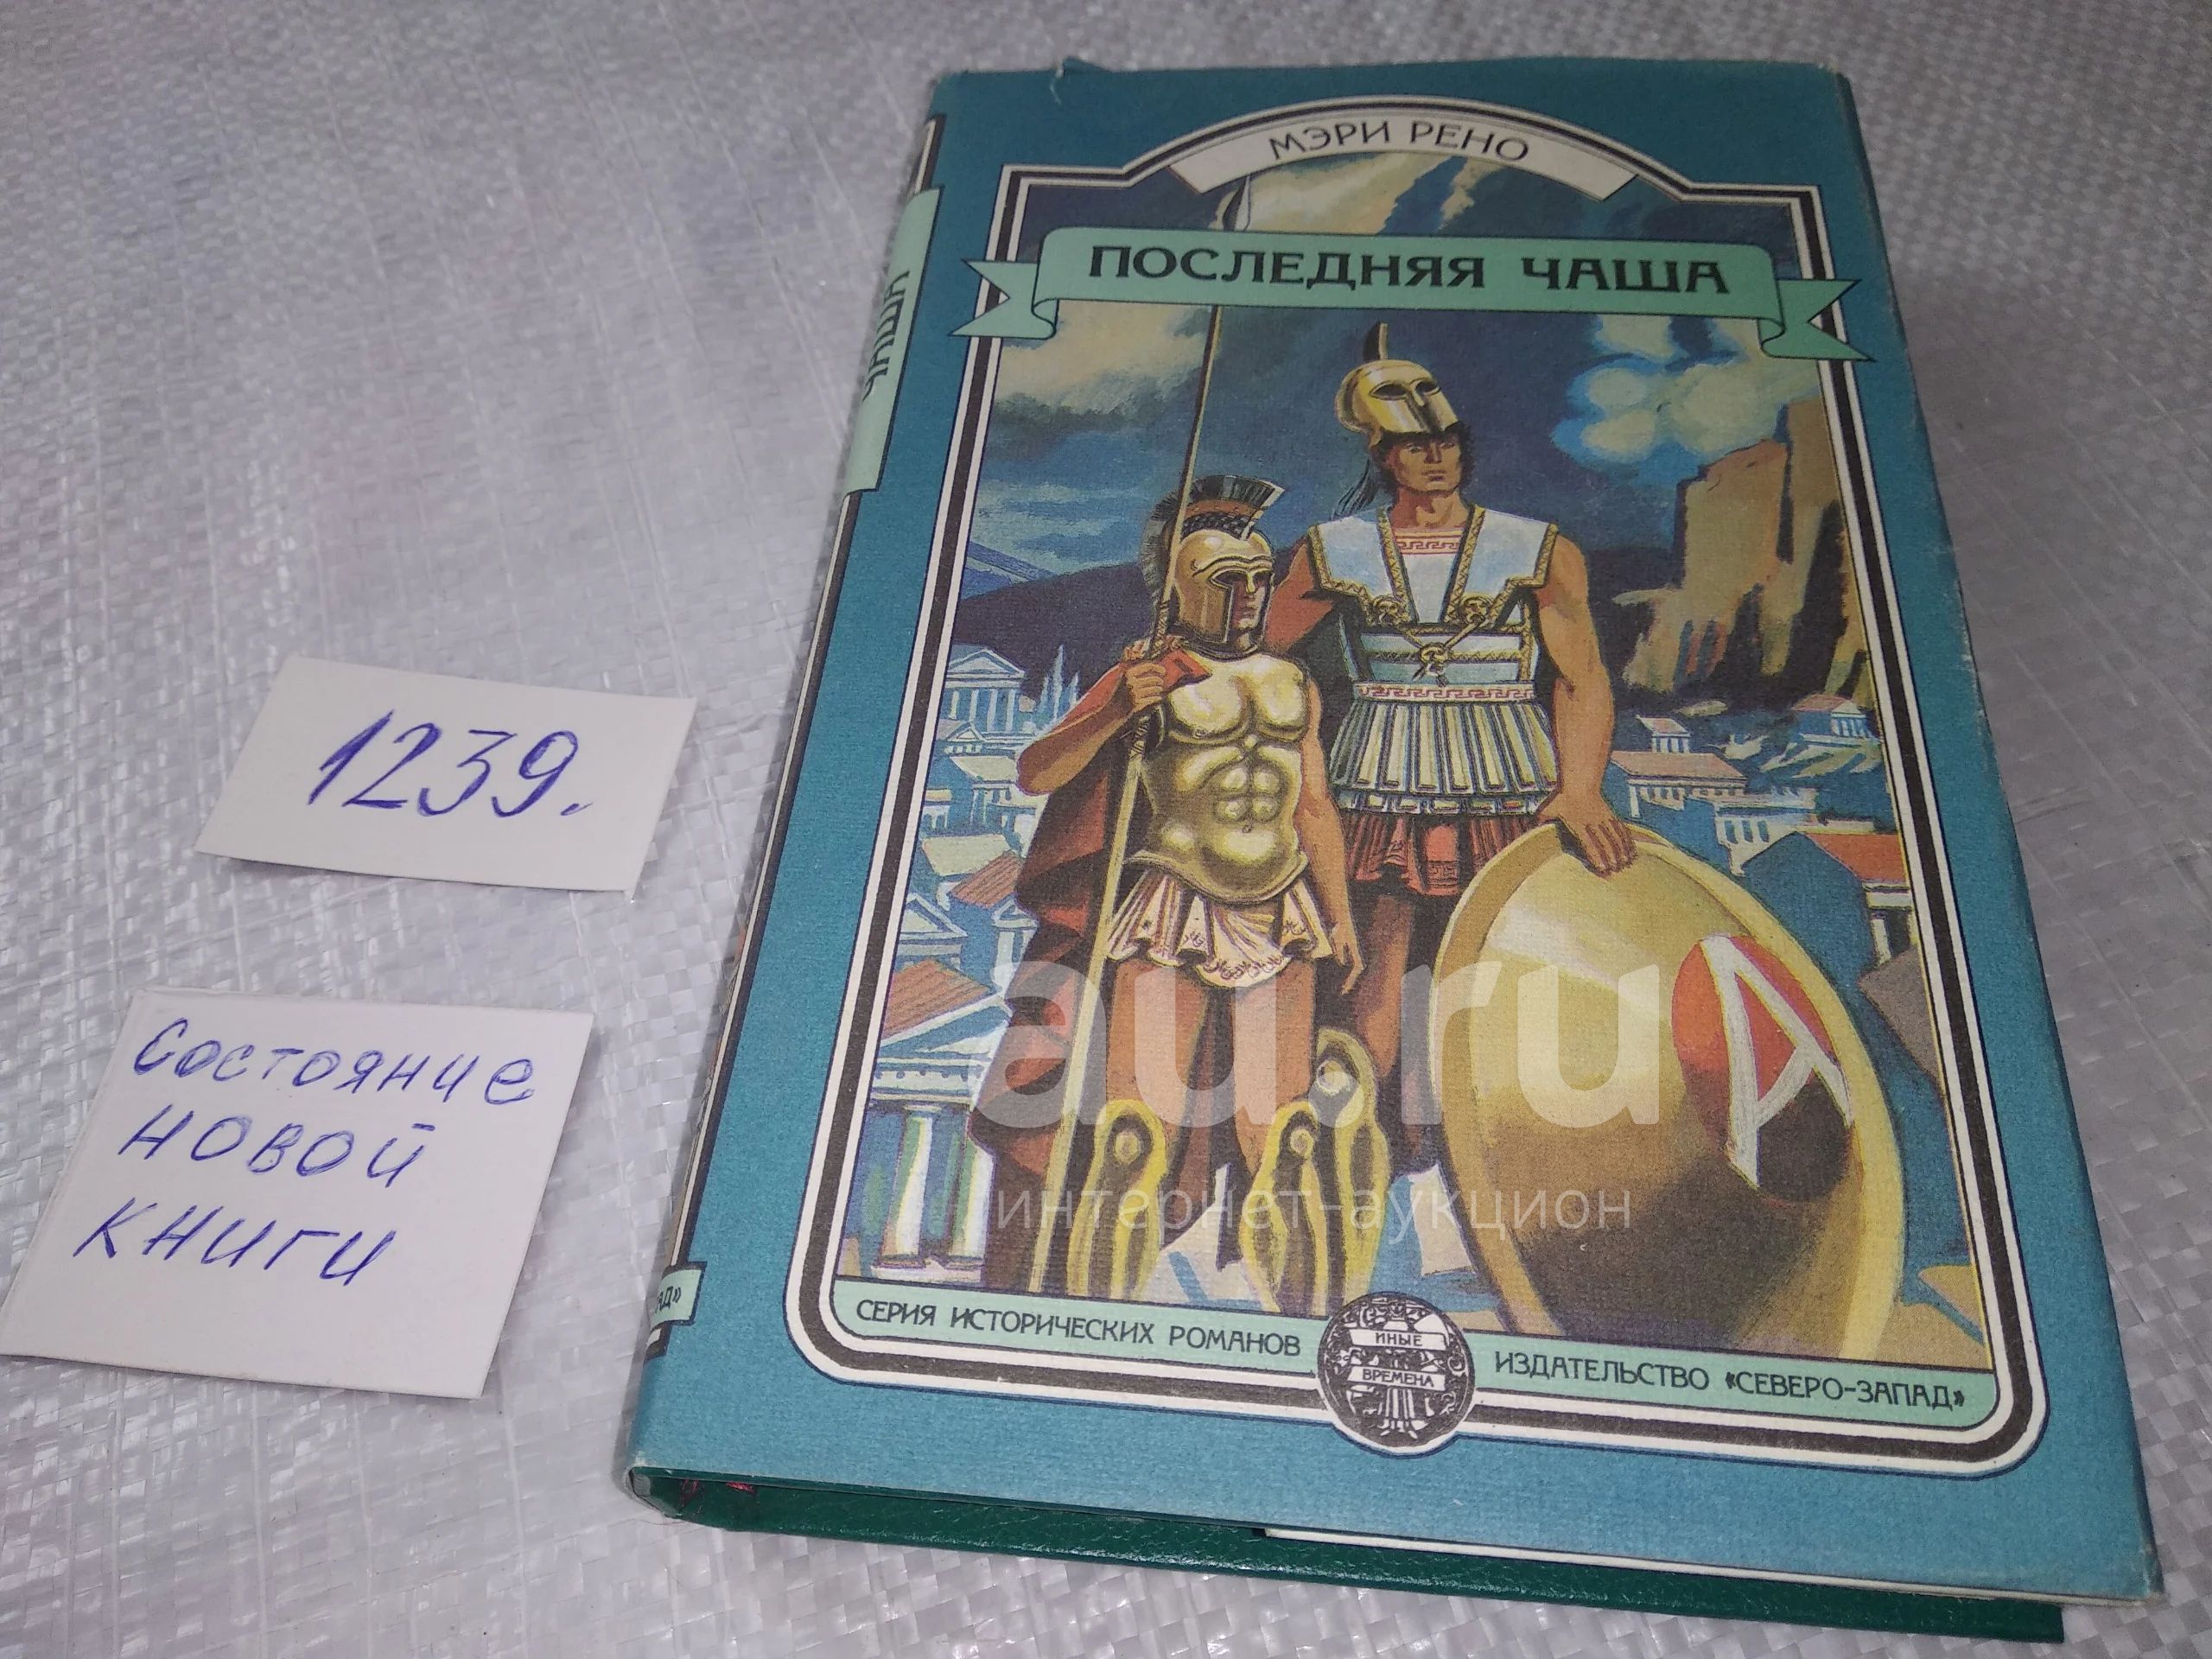 МЭРИ РЕНО
ПОСЛЕДНЯЯ ЧАША
ЧАША
1239.
Состояние
новой
книги
А
au.ru
интернет-аукцион
АД»
СЕРИЯ ИСТОРИЧЕСКИХ РОМАНОВ
ИНЫЕ
ВРЕМЕНА
ИЗДАТЕЛЬСТВО «СЕВЕРО-ЗАПАД»